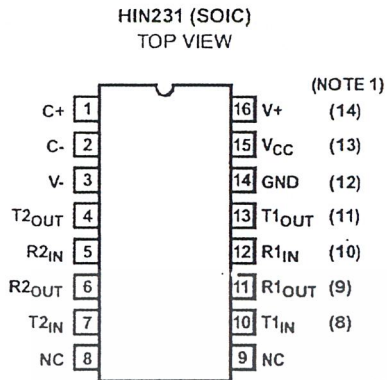 HIN231 (SOIC)
TOP VIEW
(NOTE 1)
C+ 1 16 V+ (14)
C- 2 15 VCC (13)
V- 3 14 GND (12)
T2OUT 4 13 T1OUT (11)
R2IN 5 12 R1IN (10)
R2OUT 6 11 R1OUT (9)
T2IN 7 10 T1IN (8)
NC 8 9 NC